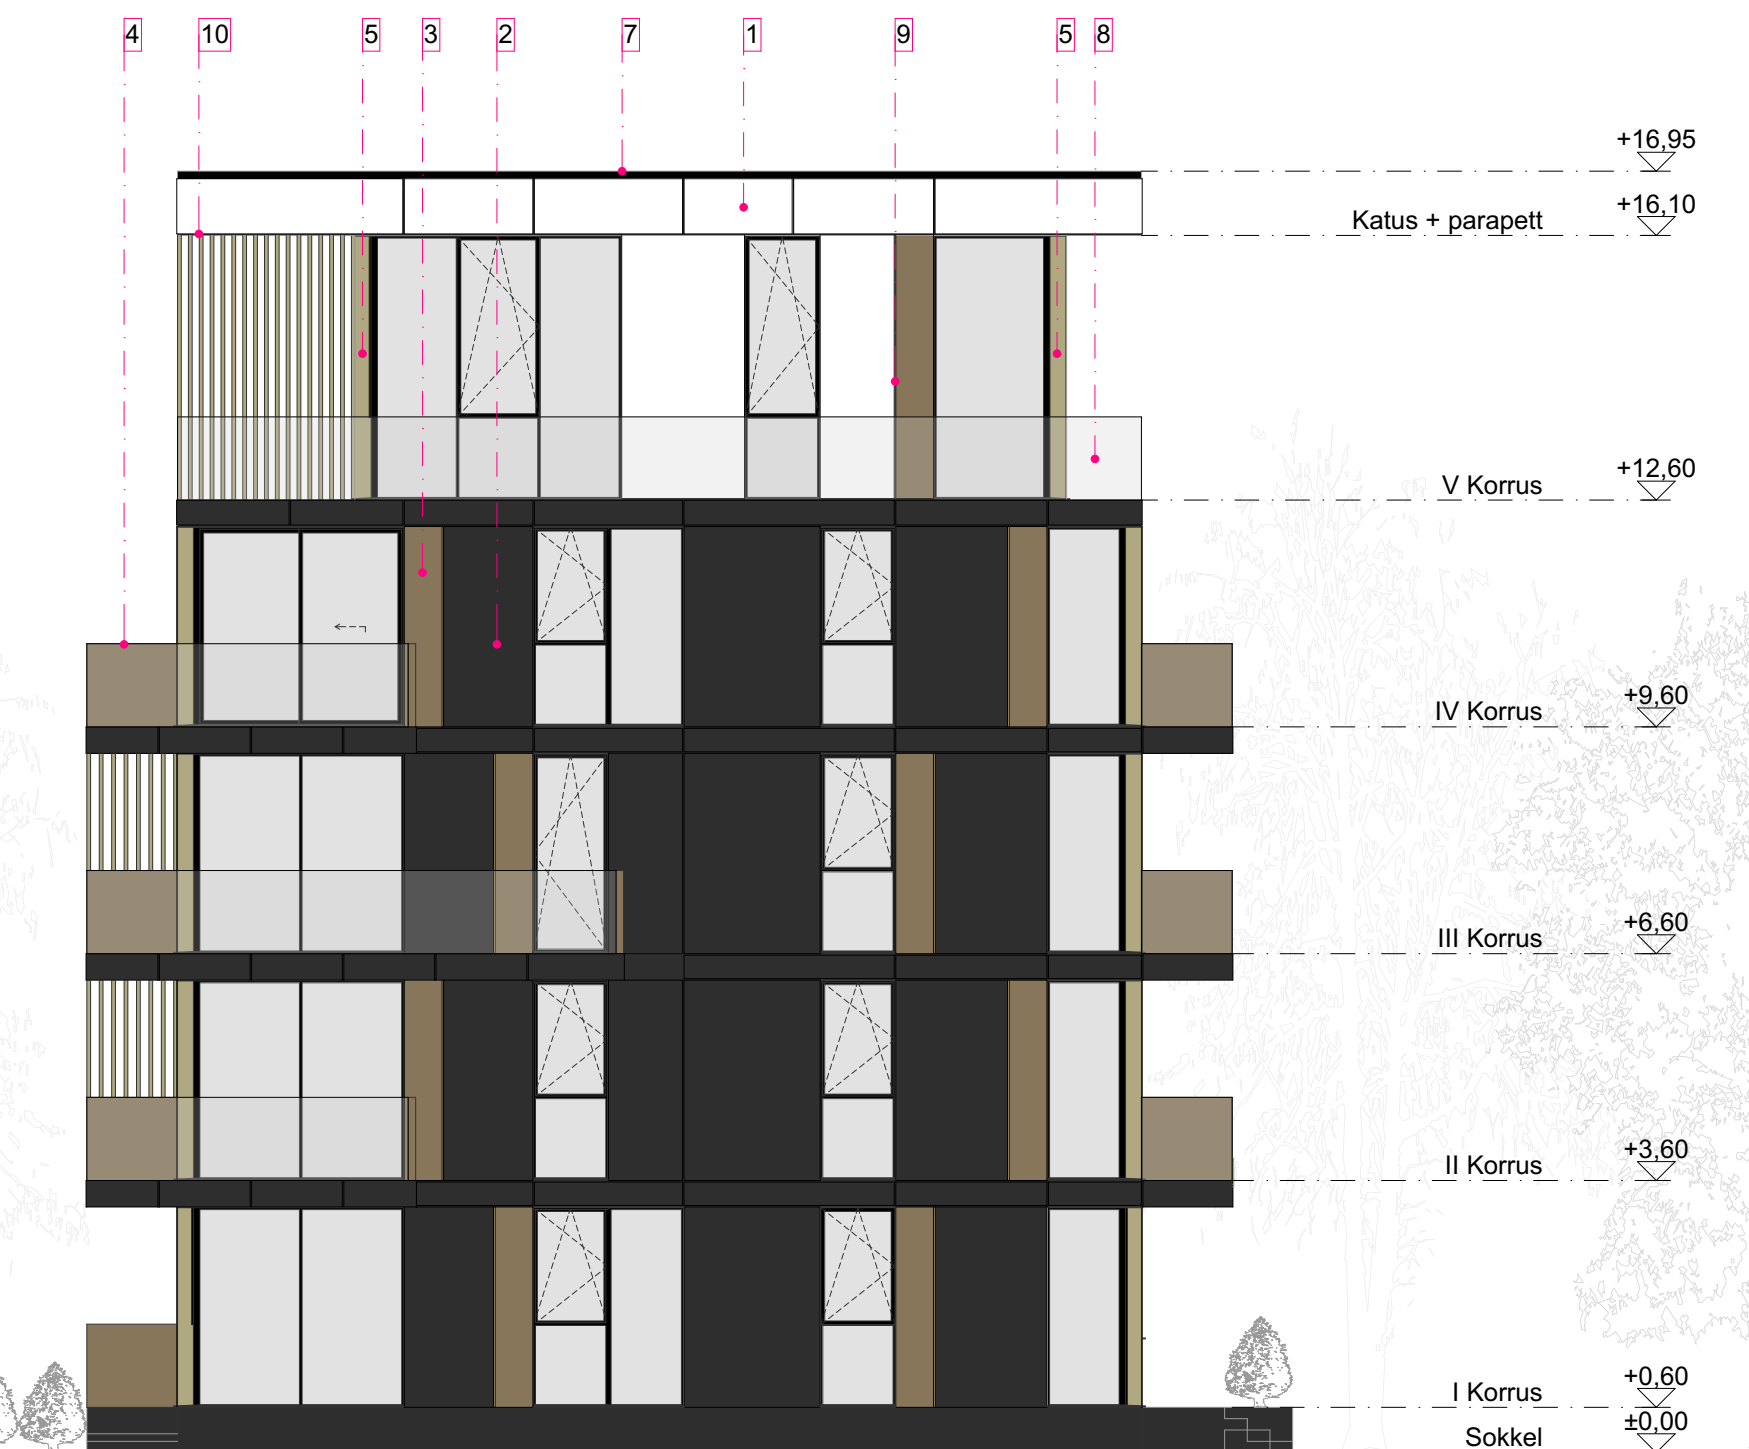 4 10 5 3 2 7 1 9 5 8
+16,95
Katus + parapett +16,10
V Korrus +12,60
IV Korrus +9,60
III Korrus +6,60
II Korrus +3,60
I Korrus +0,60
Sokkel ±0,00